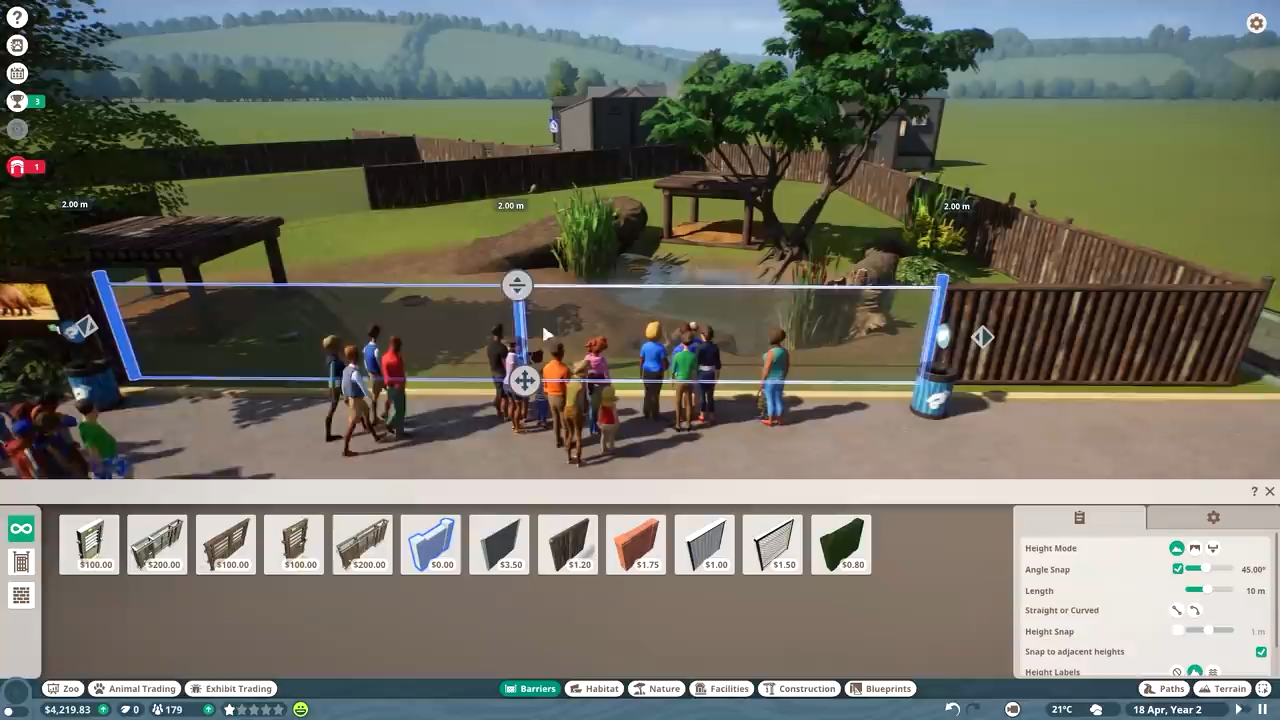 ?
3
1
2.00 m
2.00 m
2.00 m
? ×
$100.00 $200.00 $100.00 $100.00 $200.00 $0.00 $3.50 $1.20 $1.75 $1.00 $1.50 $0.80
Height Mode
Angle Snap 45.00°
Length 10 m
Straight or Curved
Height Snap 1 m
Snap to adjacent heights
Height Labels
Zoo Animal Trading Exhibit Trading Barriers Habitat Nature Facilities Construction Blueprints Paths Terrain
$4,219.83 0 179 21°C 18 Apr, Year 2